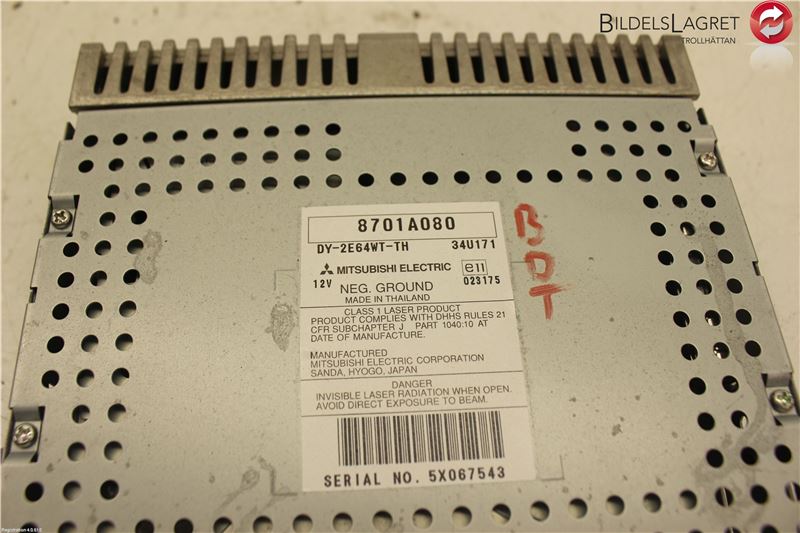 BILDELSLAGRET
TROLLHÄTTAN
8701A080
DY-2E64WT-TH 34U171
MITSUBISHI ELECTRIC e11
12V NEG. GROUND 023175
MADE IN THAILAND
CLASS 1 LASER PRODUCT
PRODUCT COMPLIES WITH DHHS RULES 21
CFR SUBCHAPTER J PART 1040:10 AT
DATE OF MANUFACTURE.
MANUFACTURED
MITSUBISHI ELECTRIC CORPORATION
SANDA, HYOGO, JAPAN
DANGER
INVISIBLE LASER RADIATION WHEN OPEN.
AVOID DIRECT EXPOSURE TO BEAM.
SERIAL NO. 5X067543
B
D
T